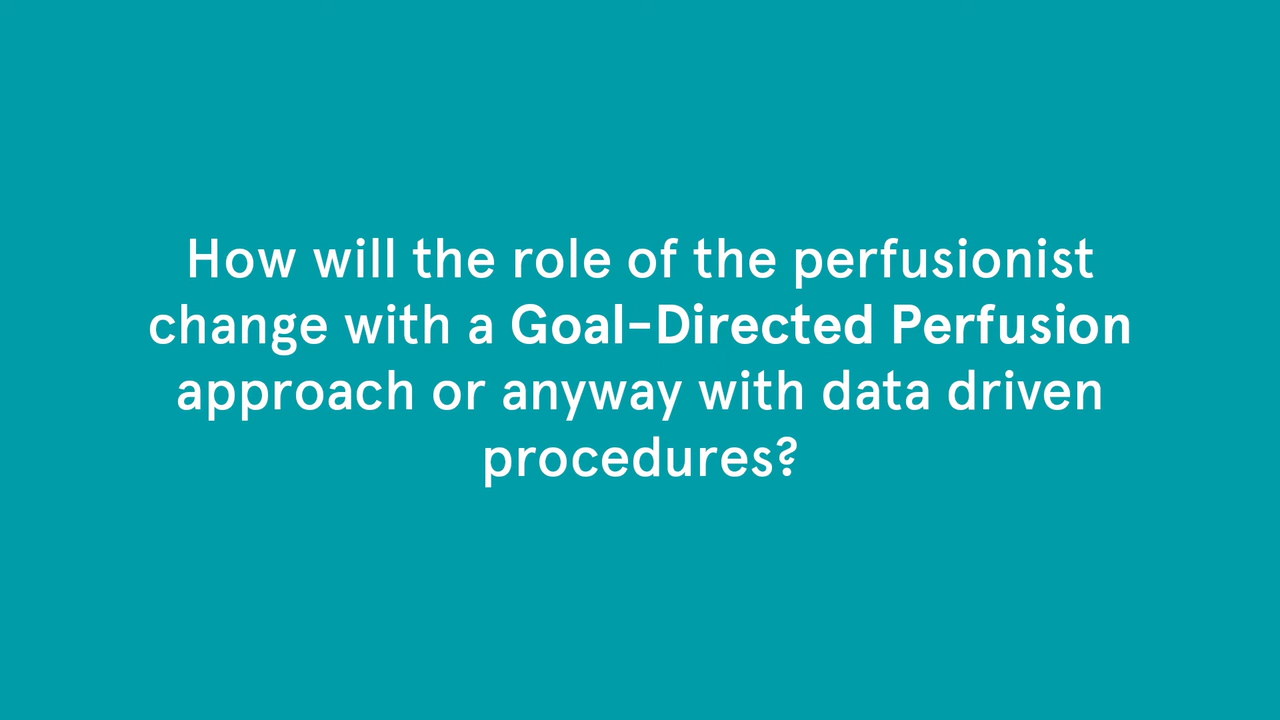 How will the role of the perfusionist
change with a Goal-Directed Perfusion
approach or anyway with data driven
procedures?